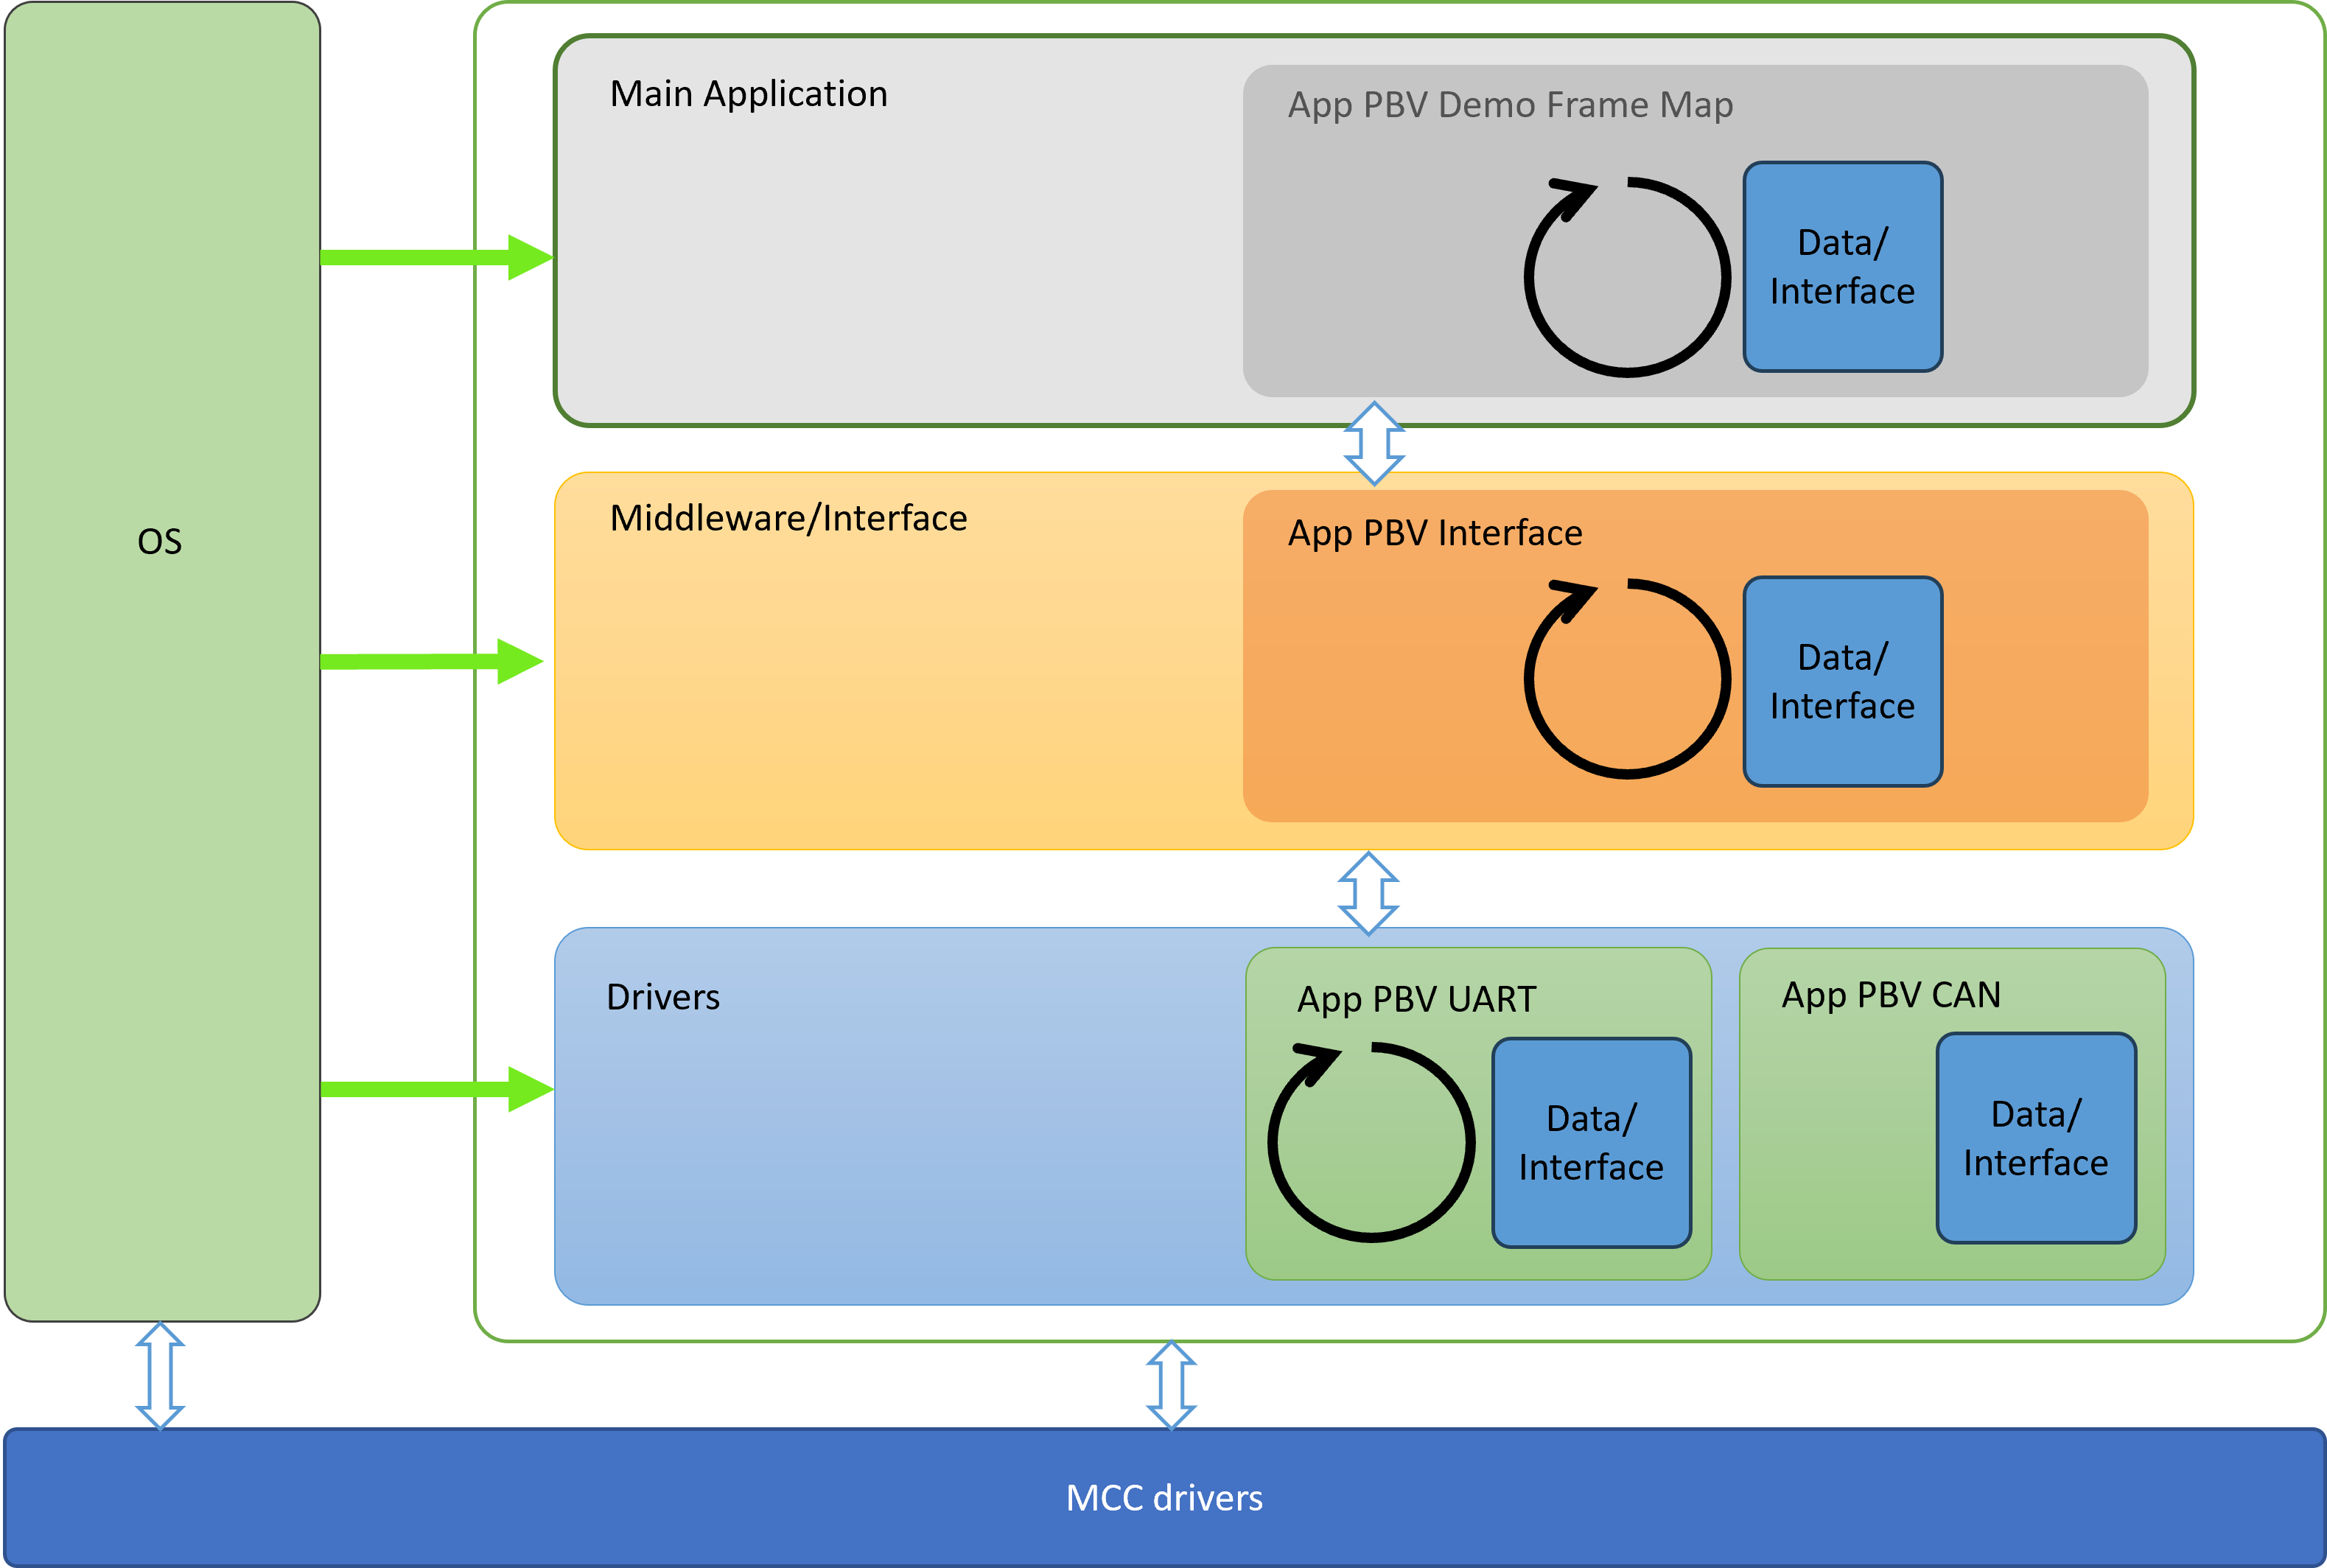 OS
Main Application
App PBV Demo Frame Map
Data/
Interface
Middleware/Interface
App PBV Interface
Data/
Interface
Drivers
App PBV UART
Data/
Interface
App PBV CAN
Data/
Interface
MCC drivers